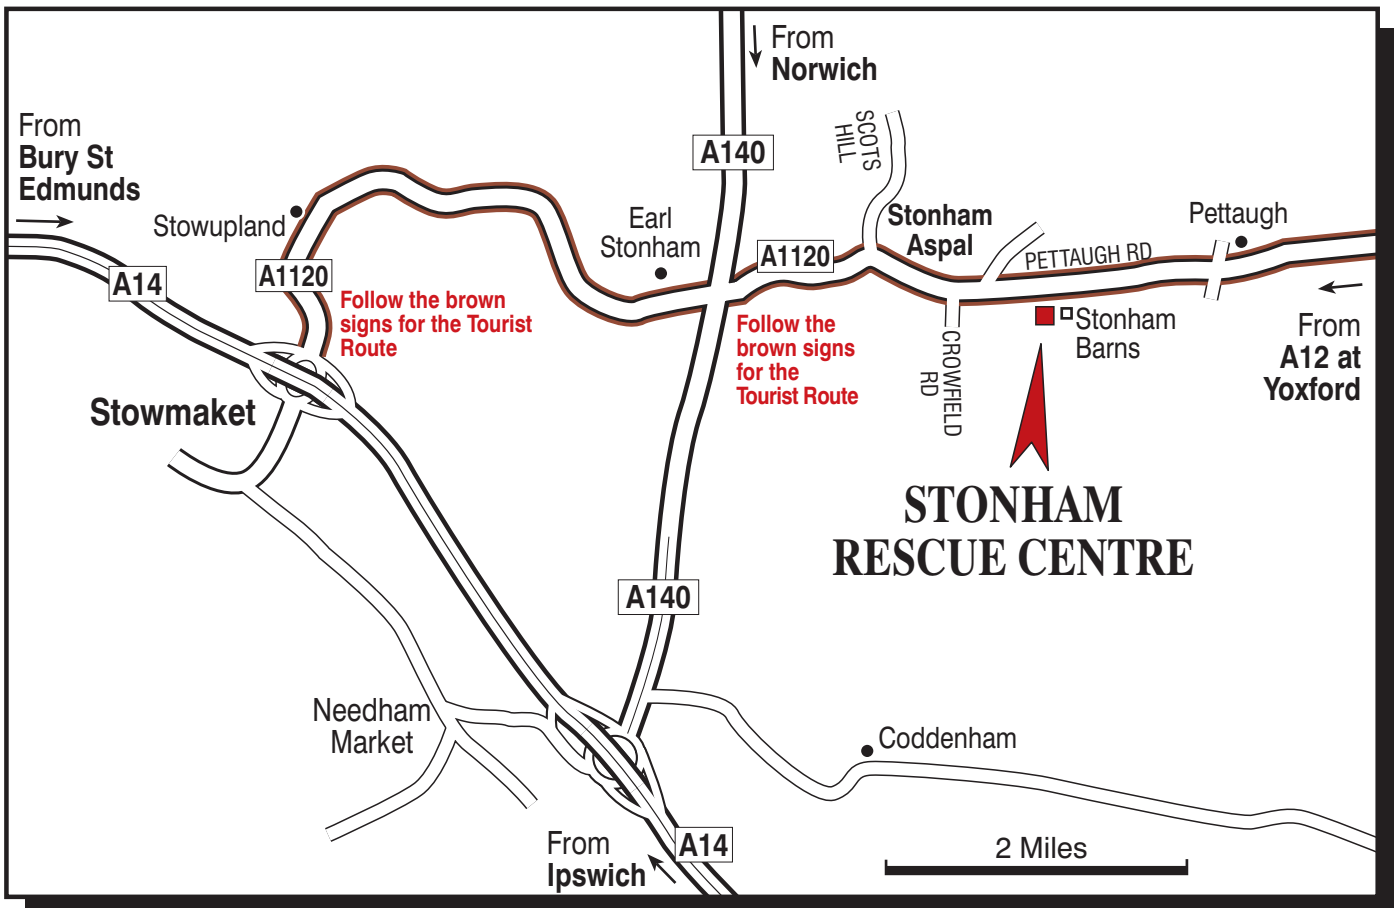 From
Norwich
From
Bury St
Edmunds
A140
SCOTS
HILL
Stowupland
Earl
Stonham
Stonham
Aspal
Pettaugh
A14
A1120
A1120
PETTAUGH RD
Follow the brown
signs for the Tourist
Route
Follow the
brown signs
for the
Tourist Route
Stonham
Barns
From
A12 at
Yoxford
CROWFIELD
RD
Stowmaket
STONHAM
RESCUE CENTRE
A140
Needham
Market
Coddenham
From
Ipswich
A14
2 Miles